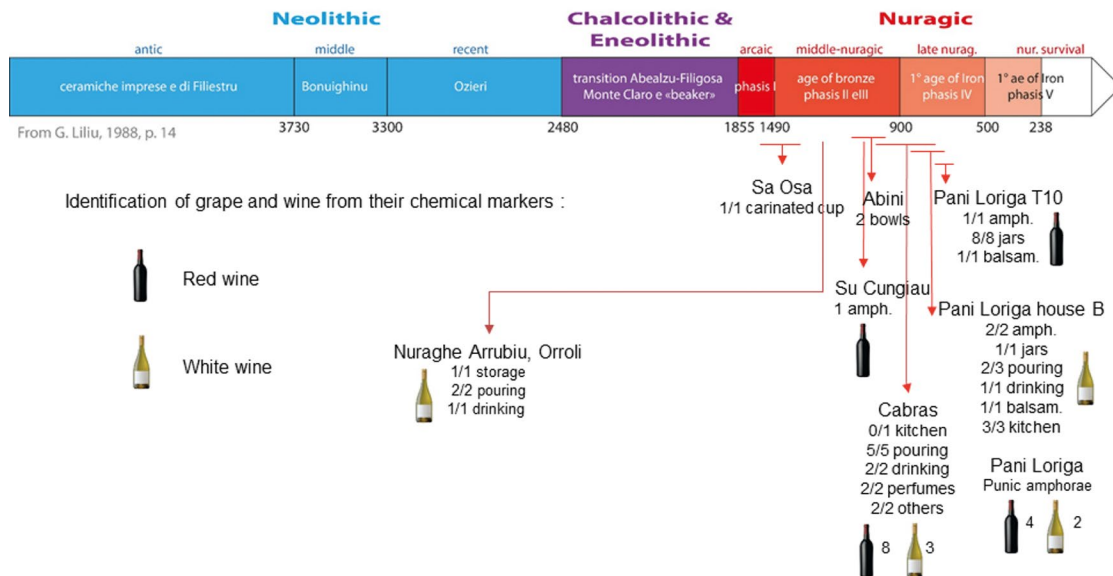 Neolithic
Chalcolithic &
Eneolithic
Nuragic
antic
middle
recent
arcaic
middle-nuragic
late nurag.
nur. survival
ceramiche imprese e di Filiestru
Bonuighinu
Ozieri
transition Abealzu-Filigosa
Monte Claro e «beaker»
phasis I
age of bronze
phasis II eIII
1° age of Iron
phasis IV
1° ae of Iron
phasis V
From G. Liliu, 1988, p. 14
3730
3300
2480
1855
1490
900
500
238
Identification of grape and wine from their chemical markers :
Red wine
White wine
Nuraghe Arrubiu, Orroli
1/1 storage
2/2 pouring
1/1 drinking
Sa Osa
1/1 carinated cup
Abini
2 bowls
Su Cungiau
1 amph.
Cabras
0/1 kitchen
5/5 pouring
2/2 drinking
2/2 perfumes
2/2 others
8
3
Pani Loriga T10
1/1 amph.
8/8 jars
1/1 balsam.
Pani Loriga house B
2/2 amph.
1/1 jars
2/3 pouring
1/1 drinking
1/1 balsam.
3/3 kitchen
Pani Loriga
Punic amphorae
4
2